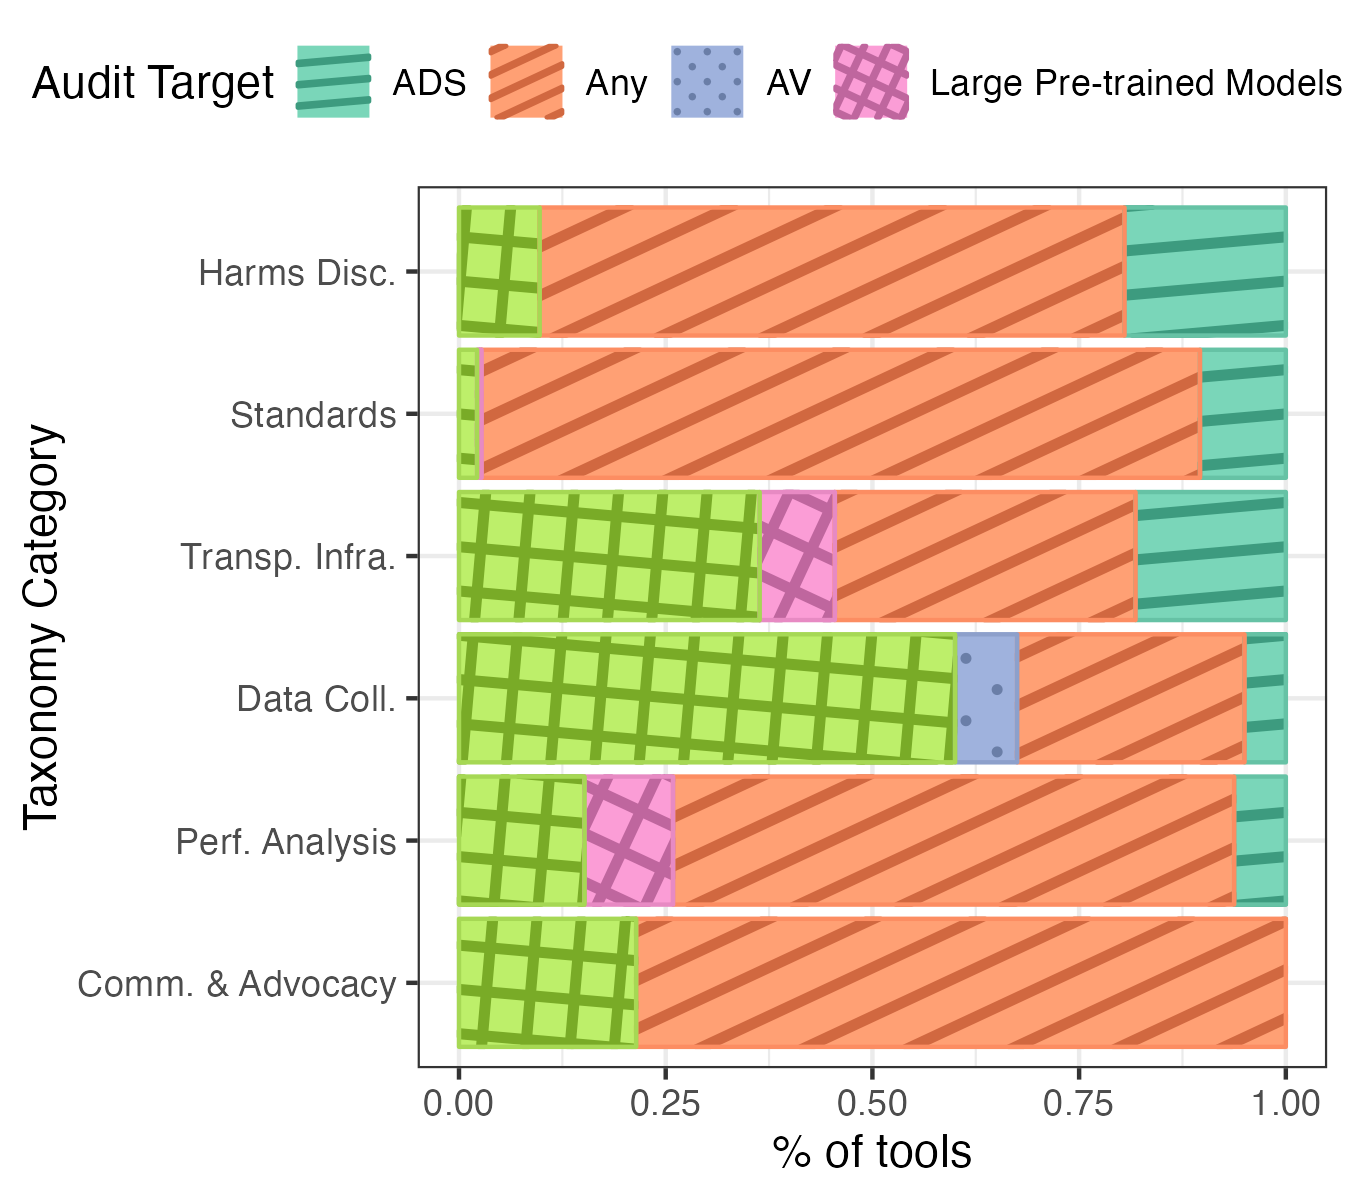 Audit Target ADS Any AV Large Pre-trained Models
Harms Disc.
Standards
Transp. Infra.
Data Coll.
Perf. Analysis
Comm. & Advocacy
Taxonomy Category
0.00 0.25 0.50 0.75 1.00
% of tools